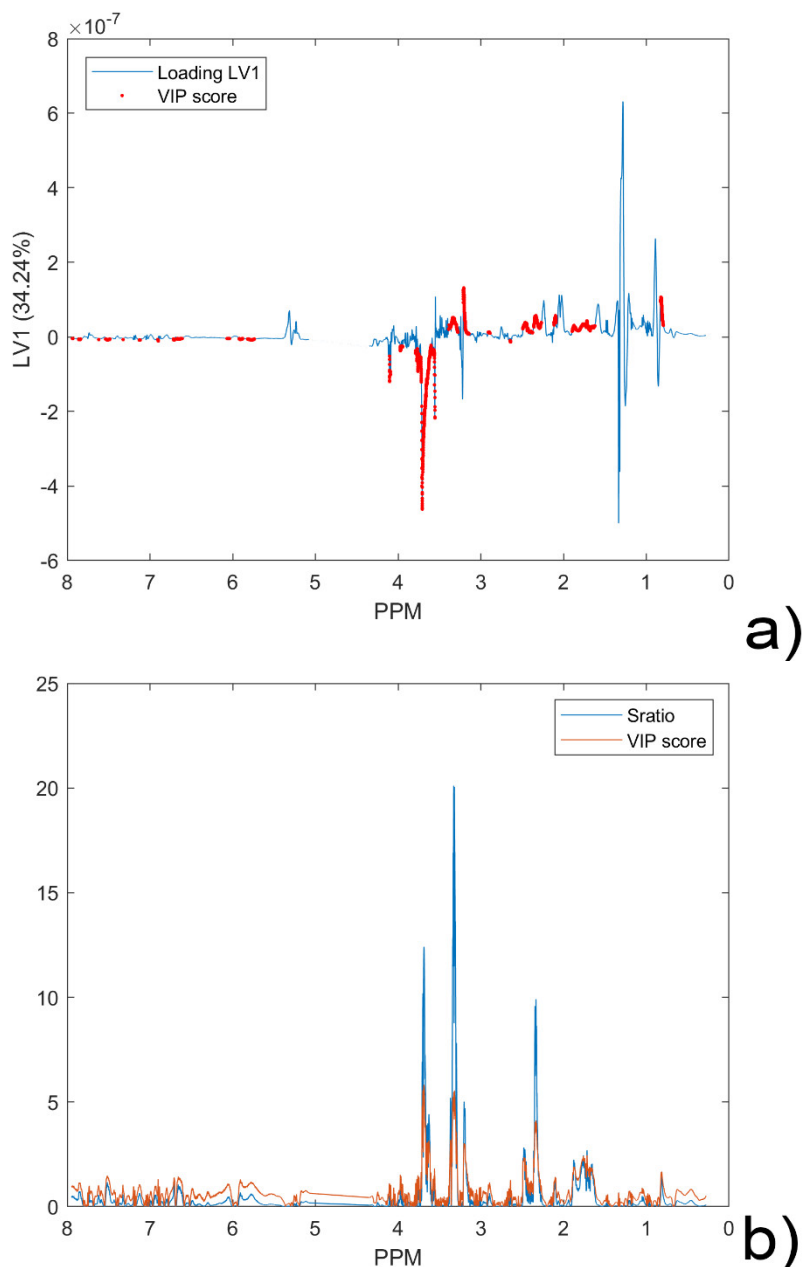 ×10⁻⁷
8
6
4
2
0
-2
-4
-6
LV1 (34.24%)
Loading LV1
VIP score
8 7 6 5 4 3 2 1 0
PPM
a)
25
20
15
10
5
0
Sratio
VIP score
8 7 6 5 4 3 2 1 0
PPM
b)